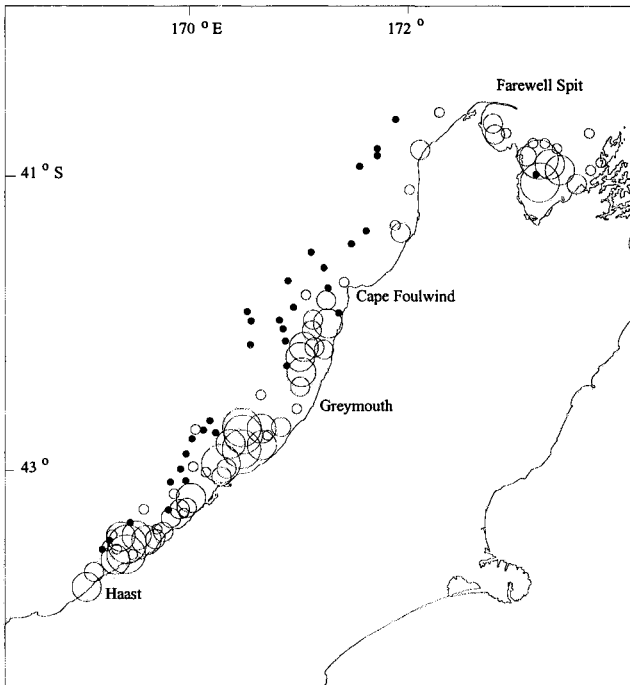 170 ° E
172 °
Farewell Spit
41 ° S
Cape Foulwind
Greymouth
43 °
Haast